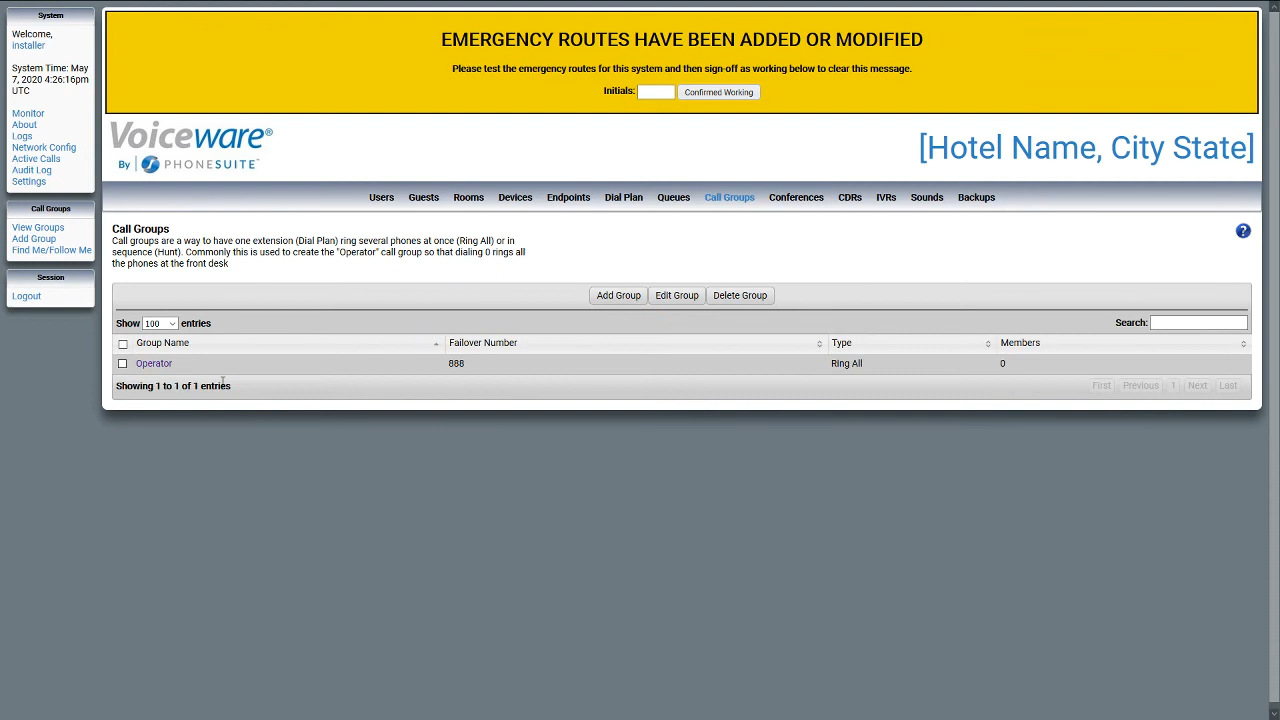 System
Welcome,
installer
System Time: May
7, 2020 4:26:16pm
UTC
Monitor
About
Logs
Network Config
Active Calls
Audit Log
Settings
Call Groups
View Groups
Add Group
Find Me/Follow Me
Session
Logout
EMERGENCY ROUTES HAVE BEEN ADDED OR MODIFIED
Please test the emergency routes for this system and then sign-off as working below to clear this message.
Initials: Confirmed Working
Voiceware®
By | PHONESUITE™
[Hotel Name, City State]
Users Guests Rooms Devices Endpoints Dial Plan Queues Call Groups Conferences CDRs IVRs Sounds Backups
Call Groups
Call groups are a way to have one extension (Dial Plan) ring several phones at once (Ring All) or in
sequence (Hunt). Commonly this is used to create the "Operator" call group so that dialing 0 rings all
the phones at the front desk
?
Add Group Edit Group Delete Group
Show 100 entries Search:
Group Name Failover Number Type Members
Operator 888 Ring All 0
Showing 1 to 1 of 1 entries First Previous 1 Next Last